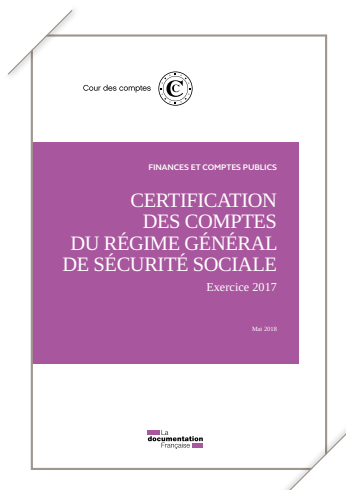 Cour des comptes
CC
FINANCES ET COMPTES PUBLICS
CERTIFICATION
DES COMPTES
DU RÉGIME GÉNÉRAL
DE SÉCURITÉ SOCIALE
Exercice 2017
Mai 2018
La
documentation
Française